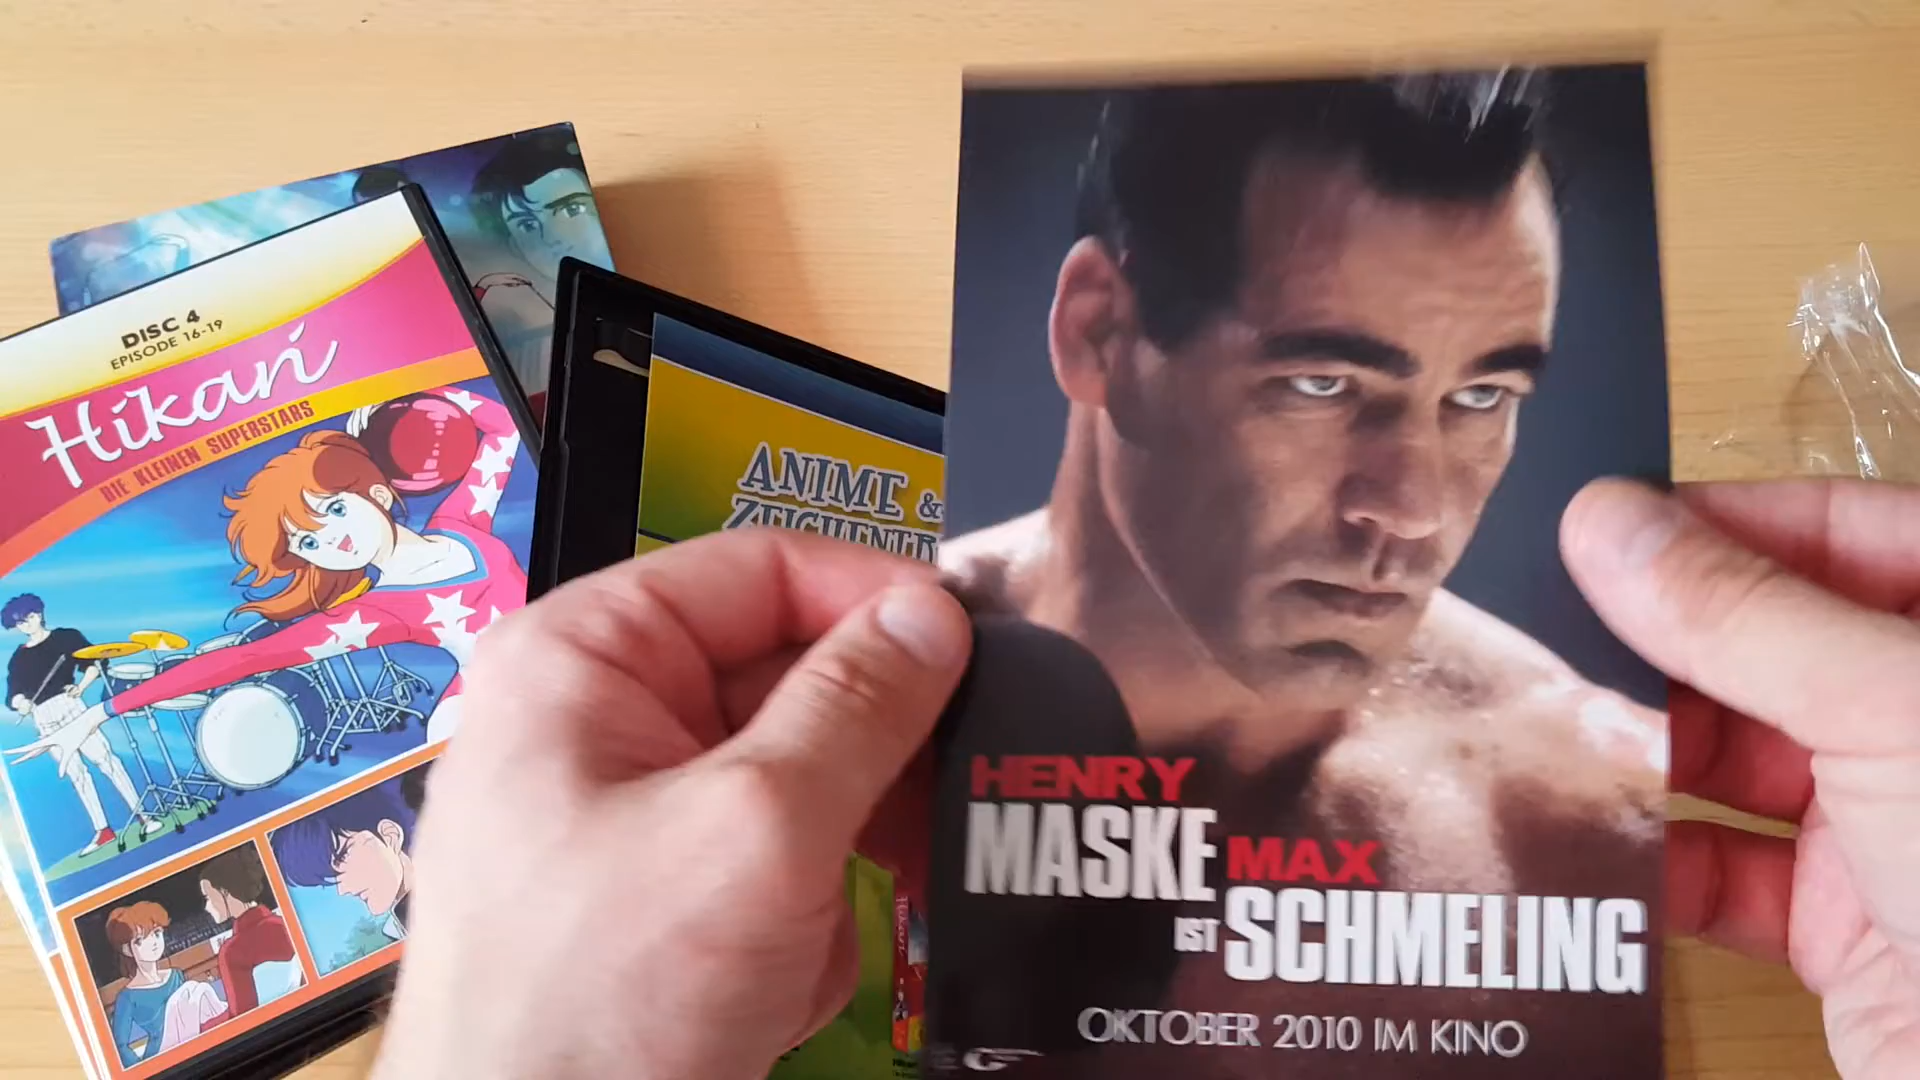 DISC 4
EPISODE 16-19
Hikari
DIE KLEINEN SUPERSTARS
ANIME &
HENRY
MASKE
MAX
IST SCHMELING
OKTOBER 2010 IM KINO